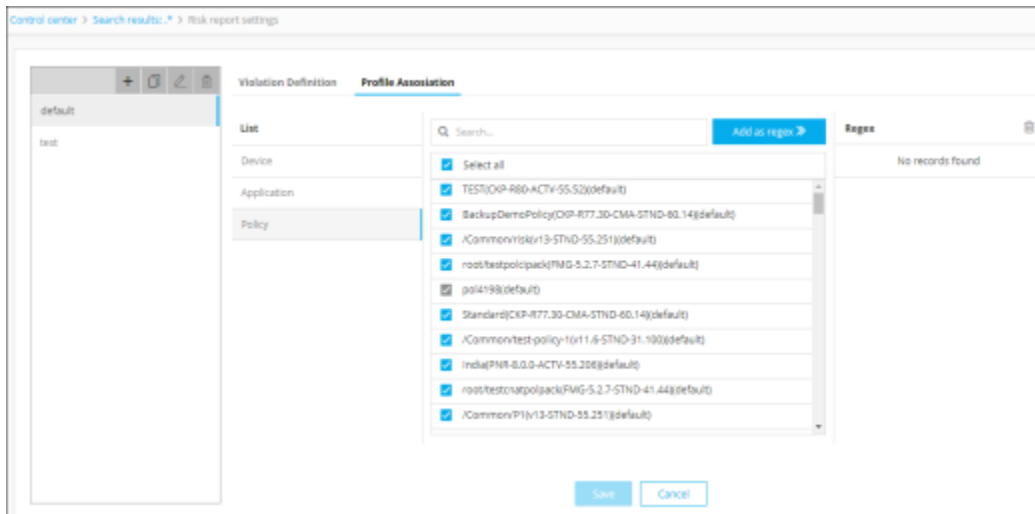 Control center > Search results: .* > Risk report settings
Violation Definition
Profile Assosiation
default
test
List
Device
Application
Policy
Search...
Add as regex
Select all
TEST(CKP-R80-ACTV-55.52)(default)
BackupDemoPolicy(CKP-R77.30-CMA-STND-60.14)(default)
/Common/risk(v13-STND-55.251)(default)
root/testpolcipack(FMG-5.2.7-STND-41.44)(default)
pol4198(default)
Standard(CKP-R77.30-CMA-STND-60.14)(default)
/Common/test-policy-1(v11.6-STND-31.100)(default)
India(PNR-8.0.0-ACTV-55.206)(default)
root/testcnatpolpack(FMG-5.2.7-STND-41.44)(default)
/Common/P1(v13-STND-55.251)(default)
Regex
No records found
Save
Cancel